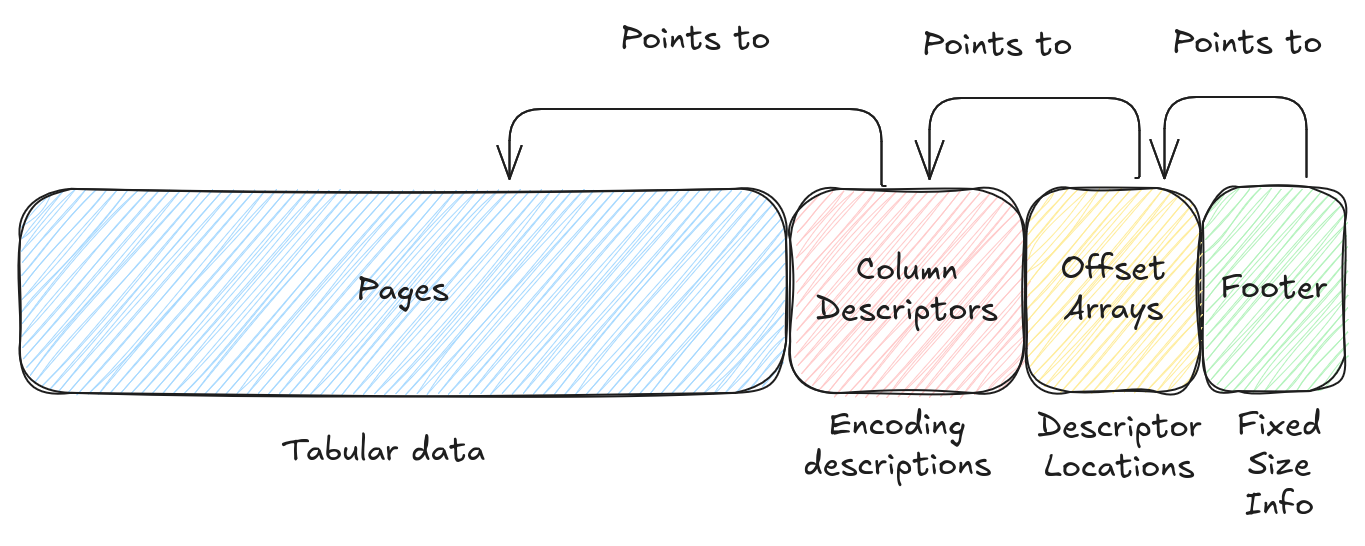 Points to
Points to
Points to
Pages
Column
Descriptors
Offset
Arrays
Footer
Tabular data
Encoding
descriptions
Descriptor
Locations
Fixed
Size
Info